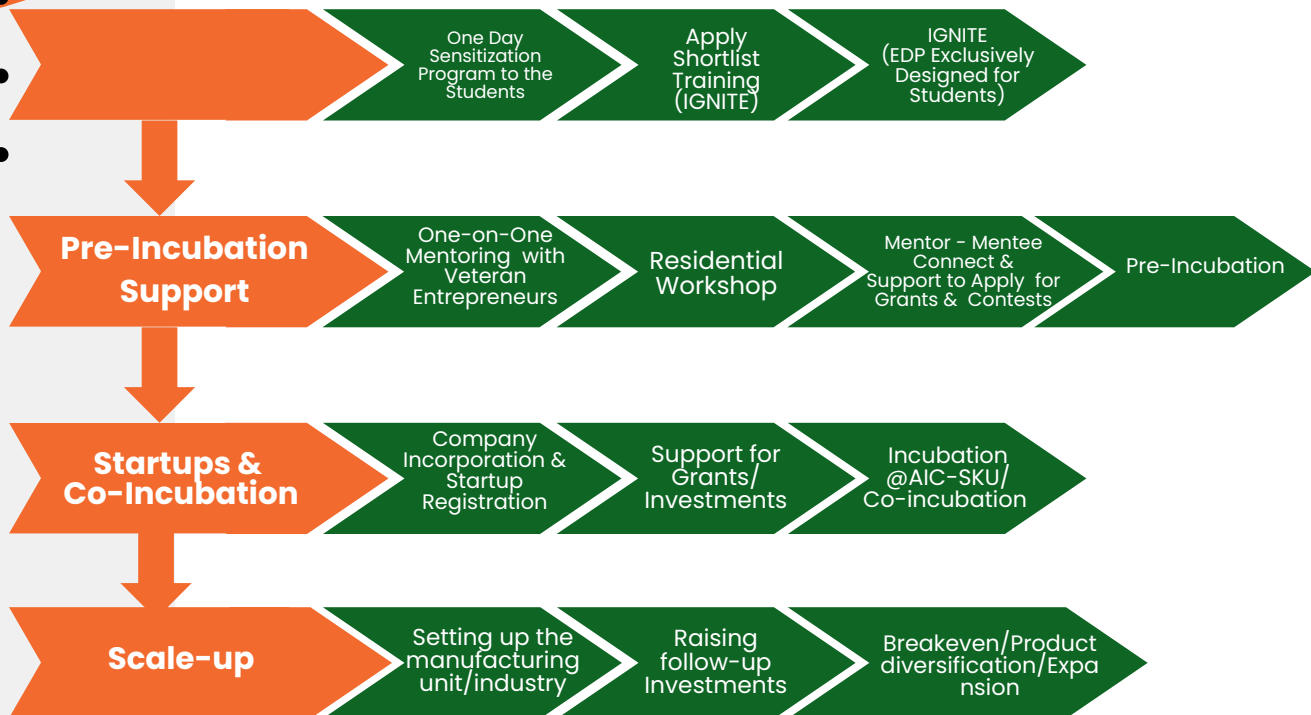 One Day
Sensitization
Program to the
Students
Apply
Shortlist
Training
(IGNITE)
IGNITE
(EDP Exclusively
Designed for
Students)
Pre-Incubation
Support
One-on-One
Mentoring with
Veteran
Entrepreneurs
Residential
Workshop
Mentor - Mentee
Connect &
Support to Apply for
Grants & Contests
Pre-Incubation
Startups &
Co-Incubation
Company
Incorporation &
Startup
Registration
Support for
Grants/
Investments
Incubation
@AIC-SKU/
Co-incubation
Scale-up
Setting up the
manufacturing
unit/industry
Raising
follow-up
Investments
Breakeven/Product
diversification/Expa
nsion